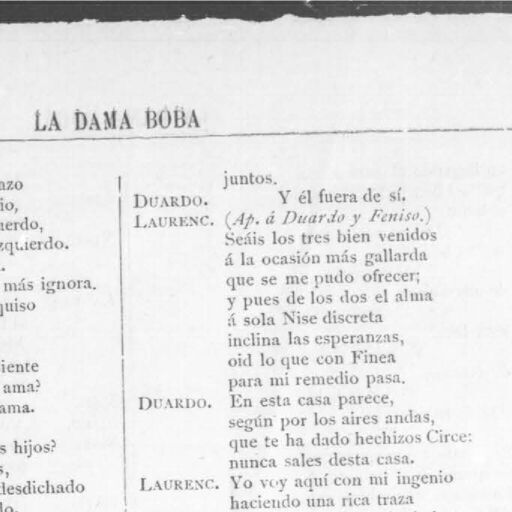 LA DAMA BOBA
azo
io,
uerdo,
zquierdo.
.
más ignora.
quiso
iente
ama?
ama.
s hijos?
s,
desdichado
do.
juntos.
DUARDO. Y él fuera de sí.
LAURENC. (Ap. á Duardo y Feniso.)
Seáis los tres bien venidos
á la ocasión más gallarda
que se me pudo ofrecer;
y pues de los dos el alma
á sola Nise discreta
inclina las esperanzas,
oid lo que con Finea
para mi remedio pasa.
DUARDO. En esta casa parece,
según por los aires andas,
que te ha dado hechizos Circe:
nunca sales desta casa.
LAURENC. Yo voy aquí con mi ingenio
haciendo una rica traza